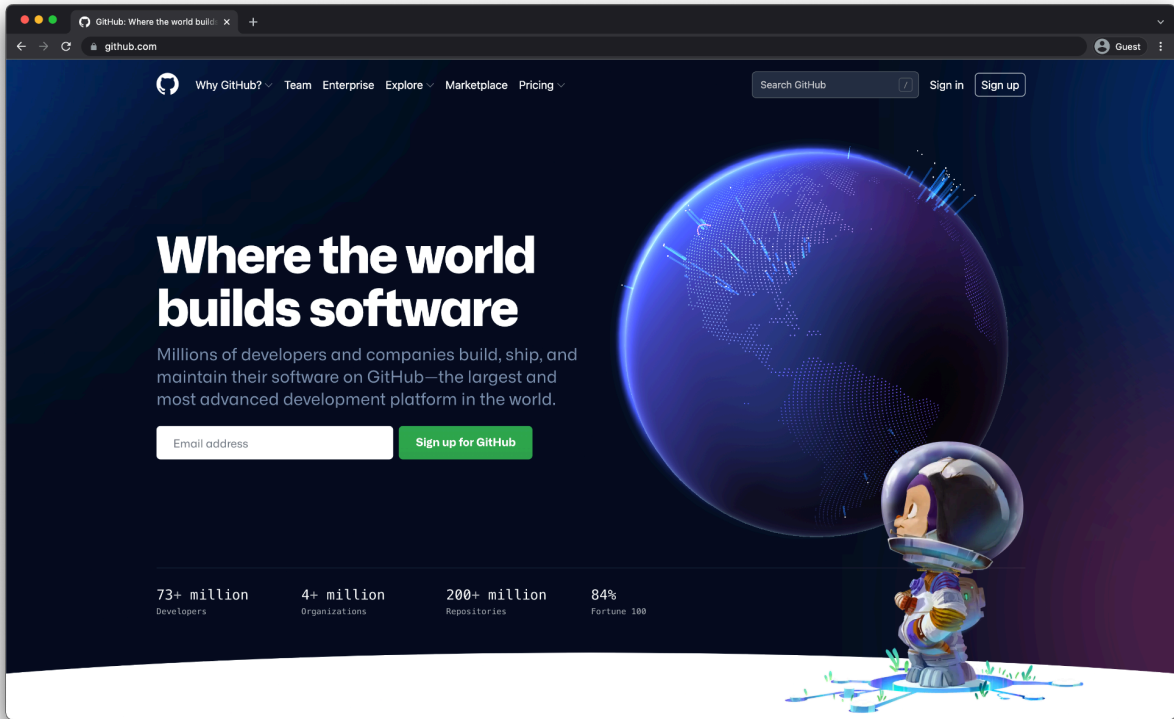 GitHub: Where the world build
github.com
Guest
Why GitHub? Team Enterprise Explore Marketplace Pricing
Search GitHub /
Sign in
Sign up
Where the world
builds software
Millions of developers and companies build, ship, and
maintain their software on GitHub—the largest and
most advanced development platform in the world.
Email address
Sign up for GitHub
73+ million
Developers
4+ million
Organizations
200+ million
Repositories
84%
Fortune 100